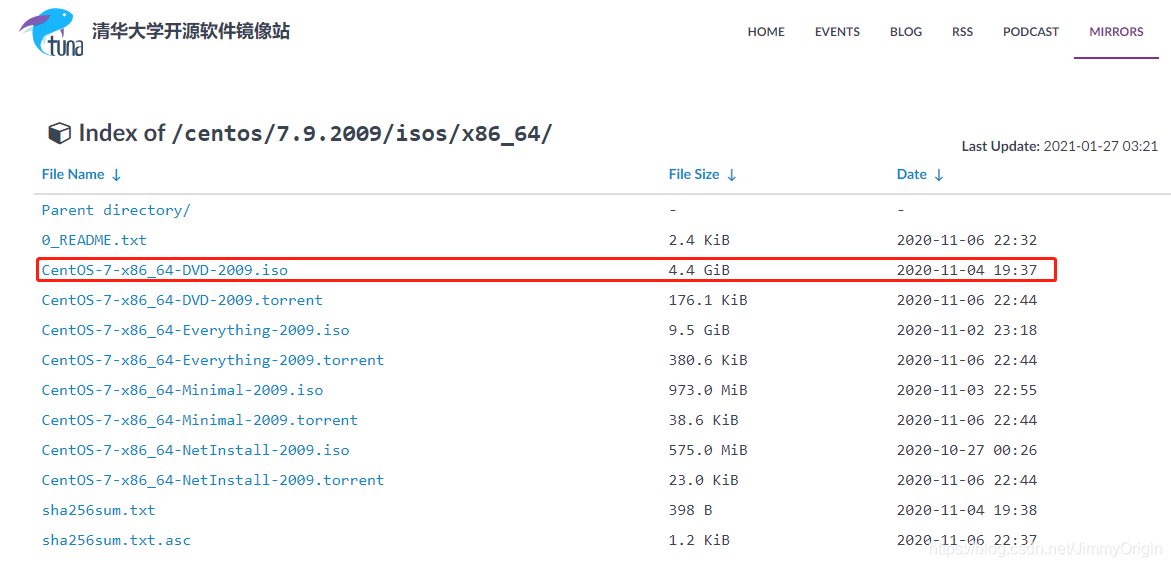 tuna 清华大学开源软件镜像站 HOME EVENTS BLOG RSS PODCAST MIRRORS
Index of /centos/7.9.2009/isos/x86_64/
Last Update: 2021-01-27 03:21
File Name ↓ File Size ↓ Date ↓
Parent directory/ - -
0_README.txt 2.4 KiB 2020-11-06 22:32
CentOS-7-x86_64-DVD-2009.iso 4.4 GiB 2020-11-04 19:37
CentOS-7-x86_64-DVD-2009.torrent 176.1 KiB 2020-11-06 22:44
CentOS-7-x86_64-Everything-2009.iso 9.5 GiB 2020-11-02 23:18
CentOS-7-x86_64-Everything-2009.torrent 380.6 KiB 2020-11-06 22:44
CentOS-7-x86_64-Minimal-2009.iso 973.0 MiB 2020-11-03 22:55
CentOS-7-x86_64-Minimal-2009.torrent 38.6 KiB 2020-11-06 22:44
CentOS-7-x86_64-NetInstall-2009.iso 575.0 MiB 2020-10-27 00:26
CentOS-7-x86_64-NetInstall-2009.torrent 23.0 KiB 2020-11-06 22:44
sha256sum.txt 398 B 2020-11-04 19:38
sha256sum.txt.asc 1.2 KiB 2020-11-06 22:37
https://blog.csdn.net/JimmyOrigin